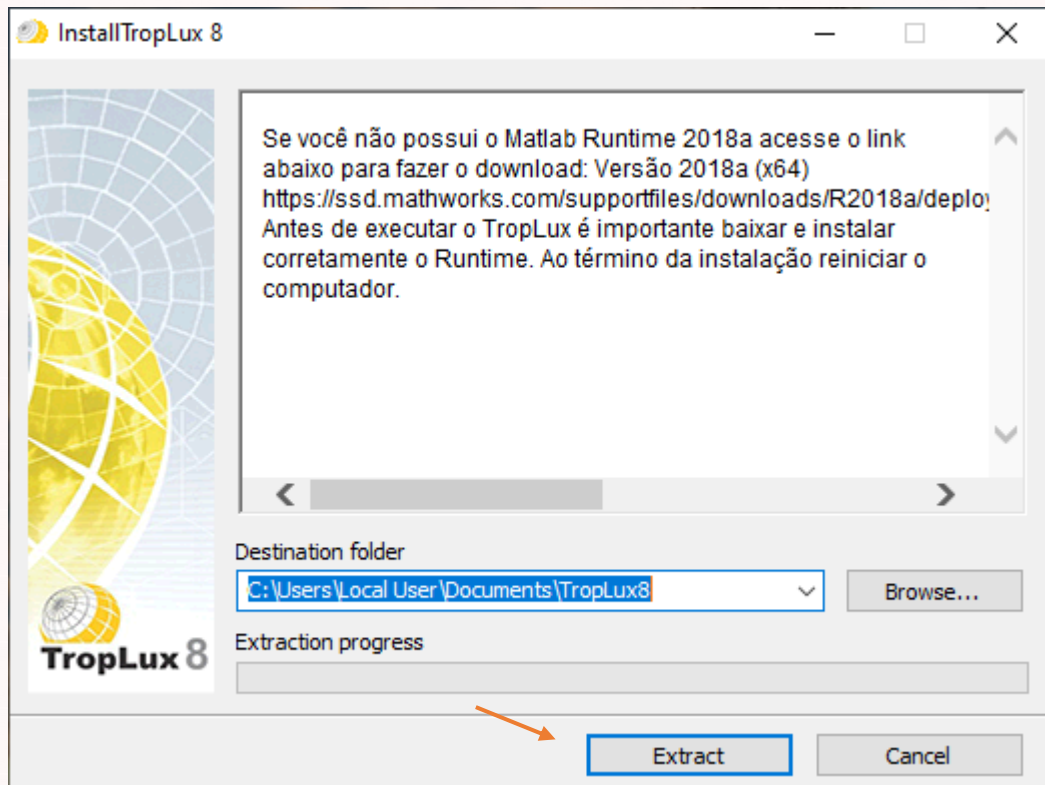 InstallTropLux 8
Se você não possui o Matlab Runtime 2018a acesse o link
abaixo para fazer o download: Versão 2018a (x64)
https://ssd.mathworks.com/supportfiles/downloads/R2018a/deploy
Antes de executar o TropLux é importante baixar e instalar
corretamente o Runtime. Ao término da instalação reiniciar o
computador.
Destination folder
C:\Users\Local User\Documents\TropLux8
Browse...
Extraction progress
TropLux 8
Extract
Cancel